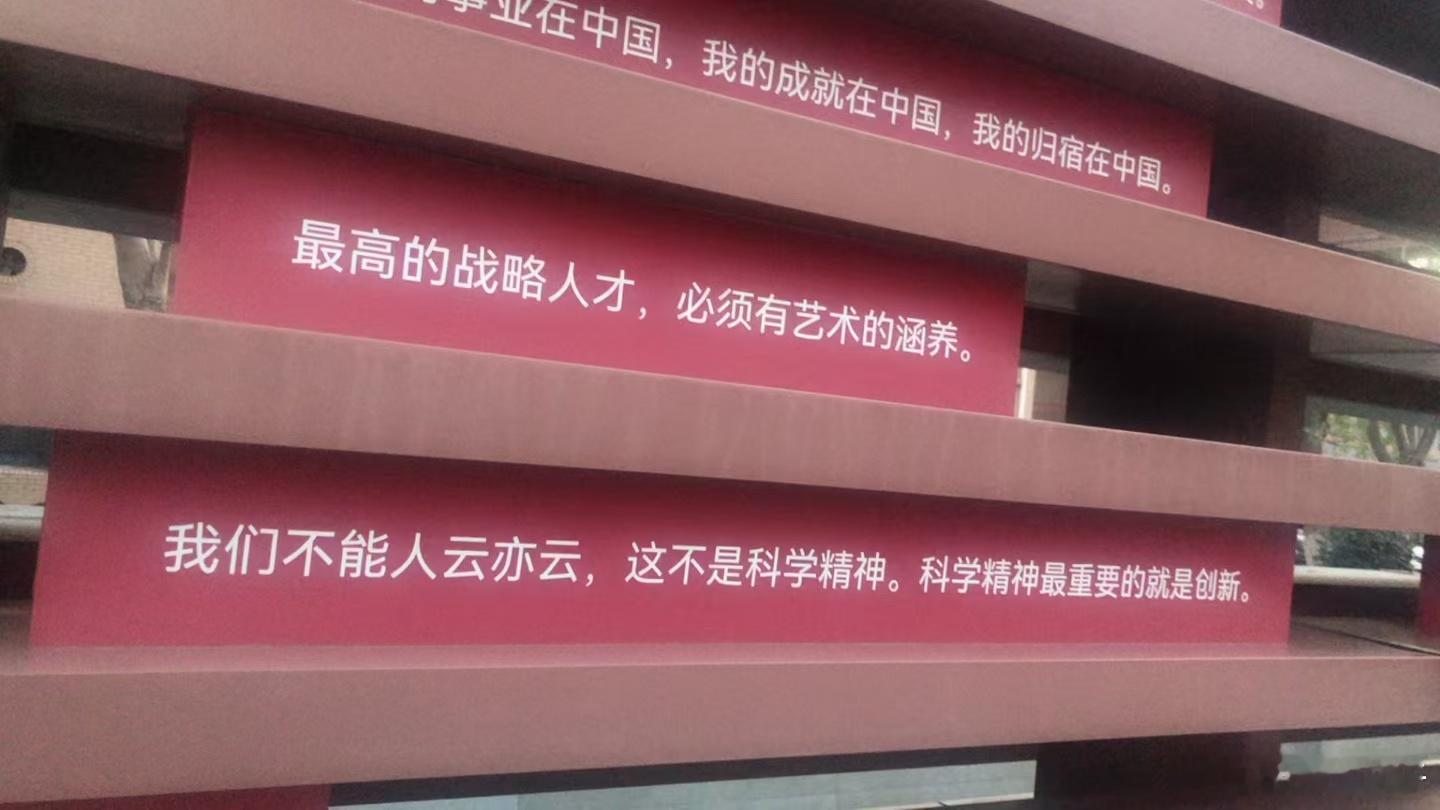 事业在中国，我的成就在中国，我的归宿在中国。
最高的战略人才，必须有艺术的涵养。
我们不能人云亦云，这不是科学精神。科学精神最重要的就是创新。